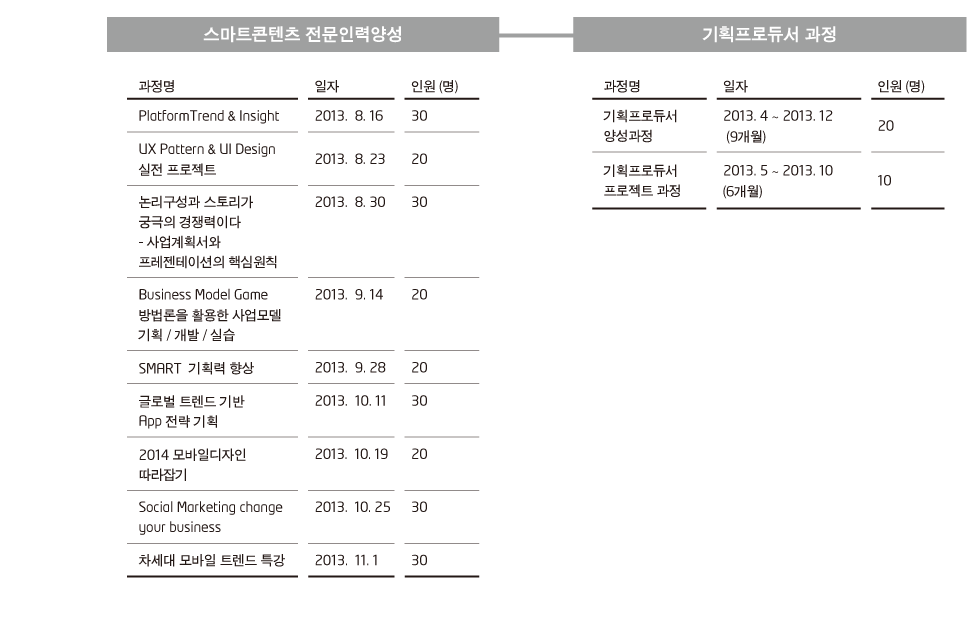 스마트콘텐츠 전문인력양성
과정명 일자 인원 (명)
PlatformTrend & Insight 2013. 8. 16 30
UX Pattern & UI Design
실전 프로젝트 2013. 8. 23 20
논리구성과 스토리가 2013. 8. 30 30
궁극의 경쟁력이다
- 사업계획서와
프레젠테이션의 핵심원칙
Business Model Game 2013. 9. 14 20
방법론을 활용한 사업모델
기획 / 개발 / 실습
SMART 기획력 향상 2013. 9. 28 20
글로벌 트렌드 기반 2013. 10. 11 30
App 전략 기획
2014 모바일디자인 2013. 10. 19 20
따라잡기
Social Marketing change 2013. 10. 25 30
your business
차세대 모바일 트렌드 특강 2013. 11. 1 30
기획프로듀서 과정
과정명 일자 인원 (명)
기획프로듀서 2013. 4 ~ 2013. 12 20
양성과정 (9개월)
기획프로듀서 2013. 5 ~ 2013. 10 10
프로젝트 과정 (6개월)